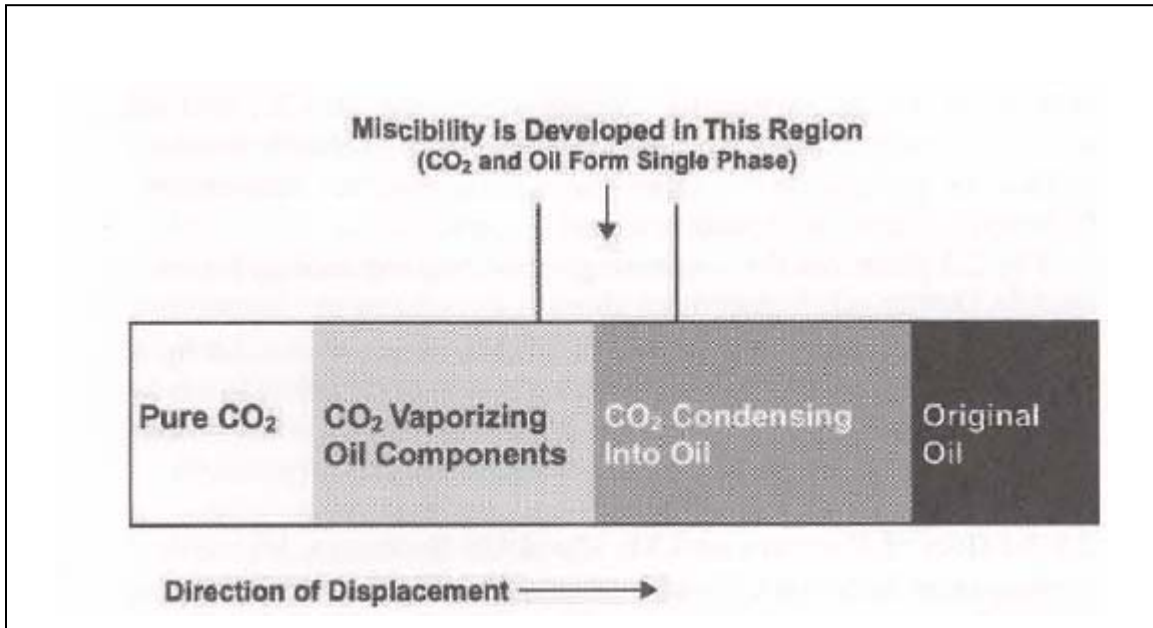 Miscibility is Developed in This Region
(CO₂ and Oil Form Single Phase)
Pure CO₂
CO₂ Vaporizing
Oil Components
CO₂ Condensing
Into Oil
Original
Oil
Direction of Displacement